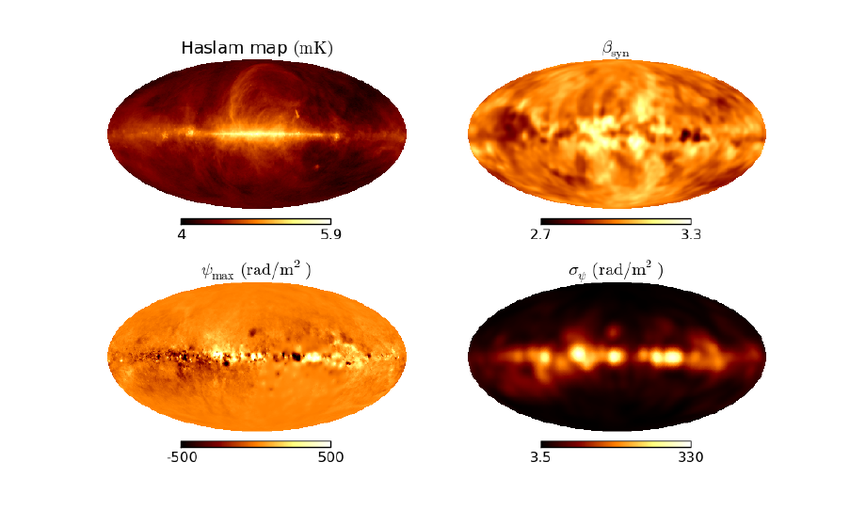 Haslam map (mK)
β_syn
4 5.9
2.7 3.3
ψ_max (rad/m²)
σ_ψ (rad/m²)
-500 500
3.5 330